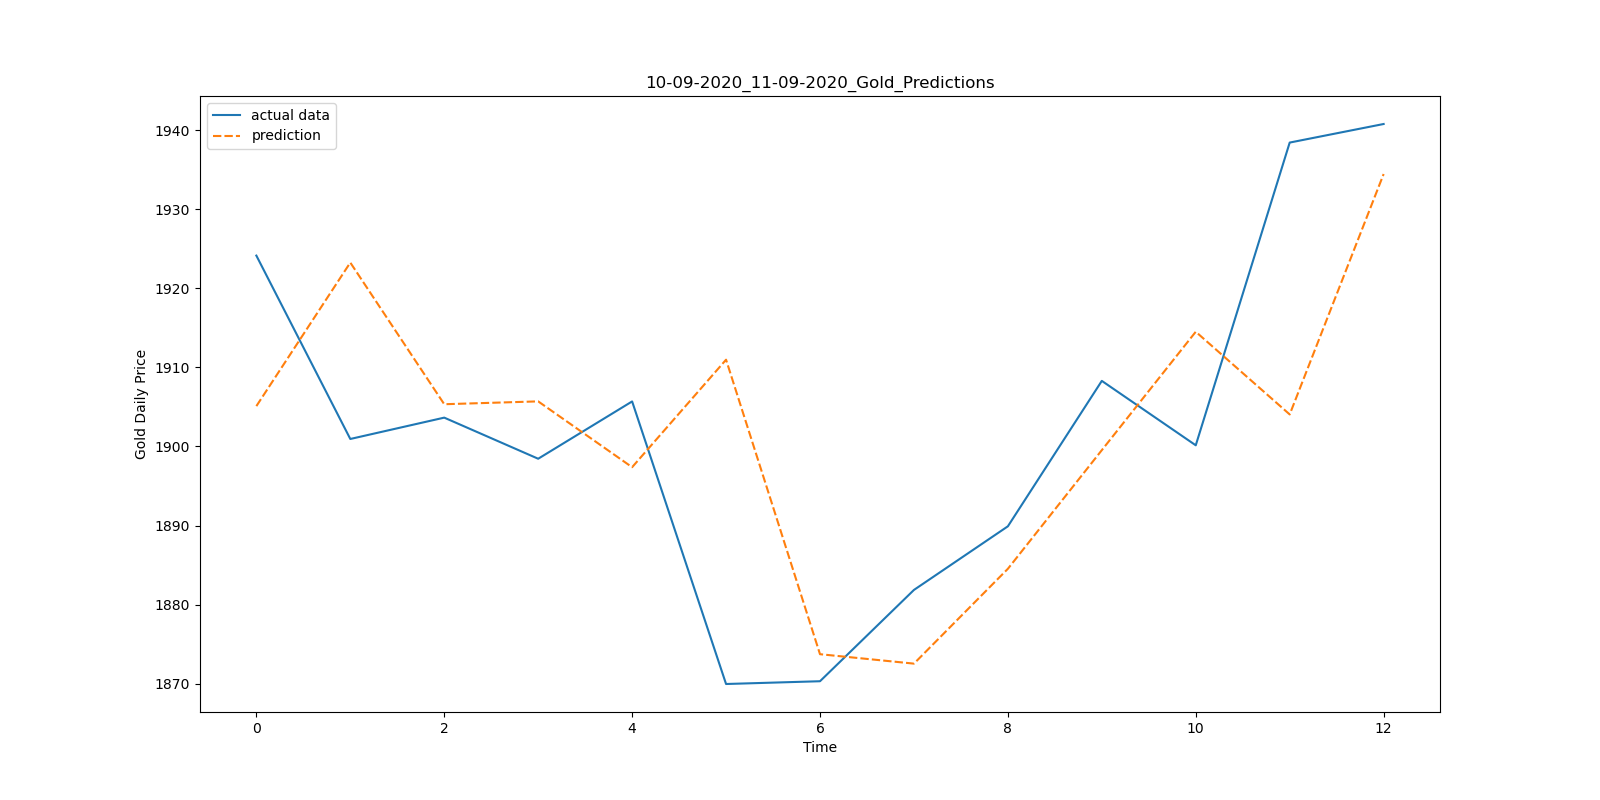 10-09-2020_11-09-2020_Gold_Predictions
actual data
prediction
Gold Daily Price
1940
1930
1920
1910
1900
1890
1880
1870
0 2 4 6 8 10 12
Time